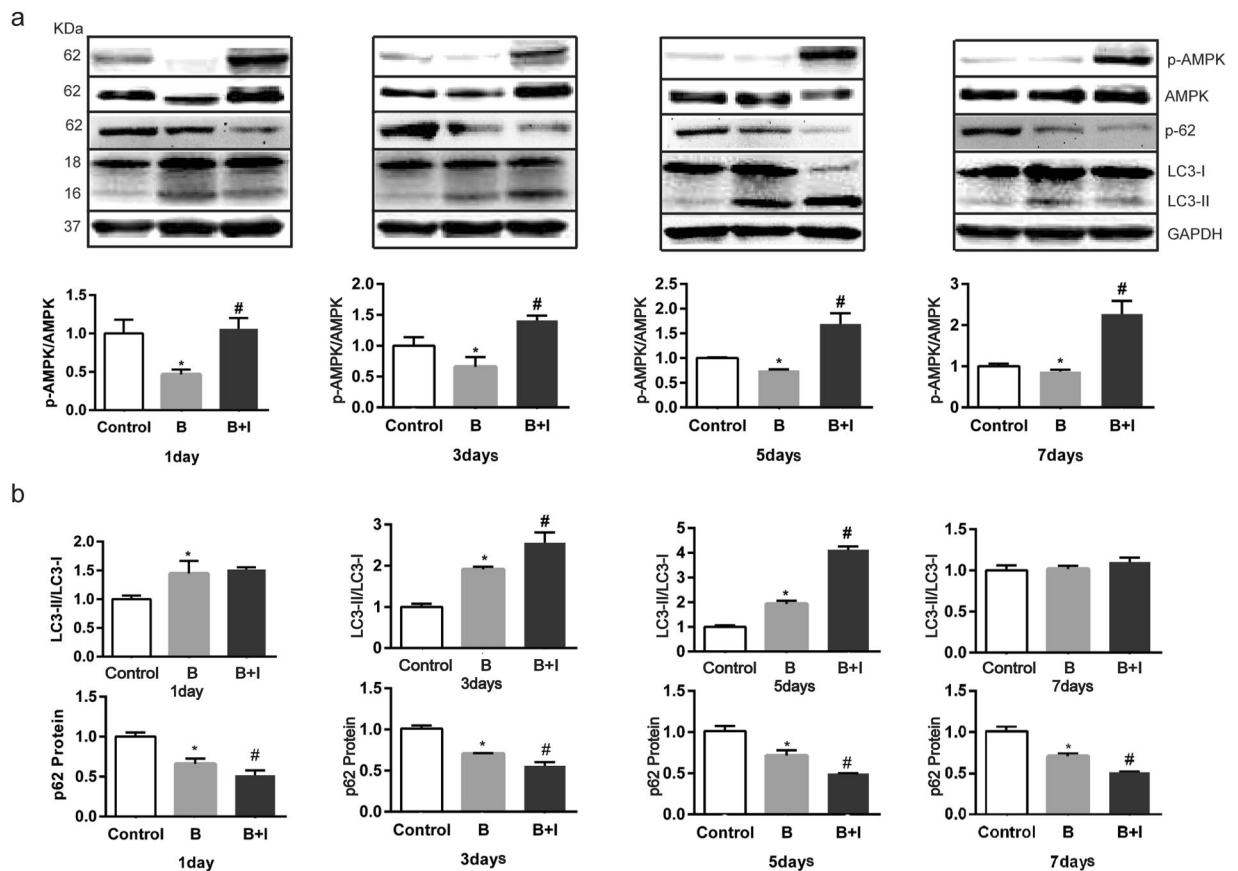 a
KDa
62
62
62
18
16
37
p-AMPK
AMPK
p-62
LC3-I
LC3-II
GAPDH
p-AMPK/AMPK
1.5
1.0
0.5
0.0
*
#
Control B B+I
1day
p-AMPK/AMPK
2.0
1.5
1.0
0.5
0.0
*
#
Control B B+I
3days
p-AMPK/AMPK
2.5
2.0
1.5
1.0
0.5
0.0
*
#
Control B B+I
5days
p-AMPK/AMPK
3
2
1
0
*
#
Control B B+I
7days
b
LC3-II/LC3-I
2.0
1.5
1.0
0.5
0.0
*
Control B B+I
1day
LC3-II/LC3-I
3
2
1
0
*
#
Control B B+I
3days
LC3-II/LC3-I
5
4
3
2
1
0
*
#
Control B B+I
5days
LC3-II/LC3-I
1.5
1.0
0.5
0.0
Control B B+I
7days
p62 Protein
1.5
1.0
0.5
0.0
*
#
Control B B+I
1day
p62 Protein
1.5
1.0
0.5
0.0
*
#
Control B B+I
3days
p62 Protein
1.5
1.0
0.5
0.0
*
#
Control B B+I
5days
p62 Protein
1.5
1.0
0.5
0.0
*
#
Control B B+I
7days